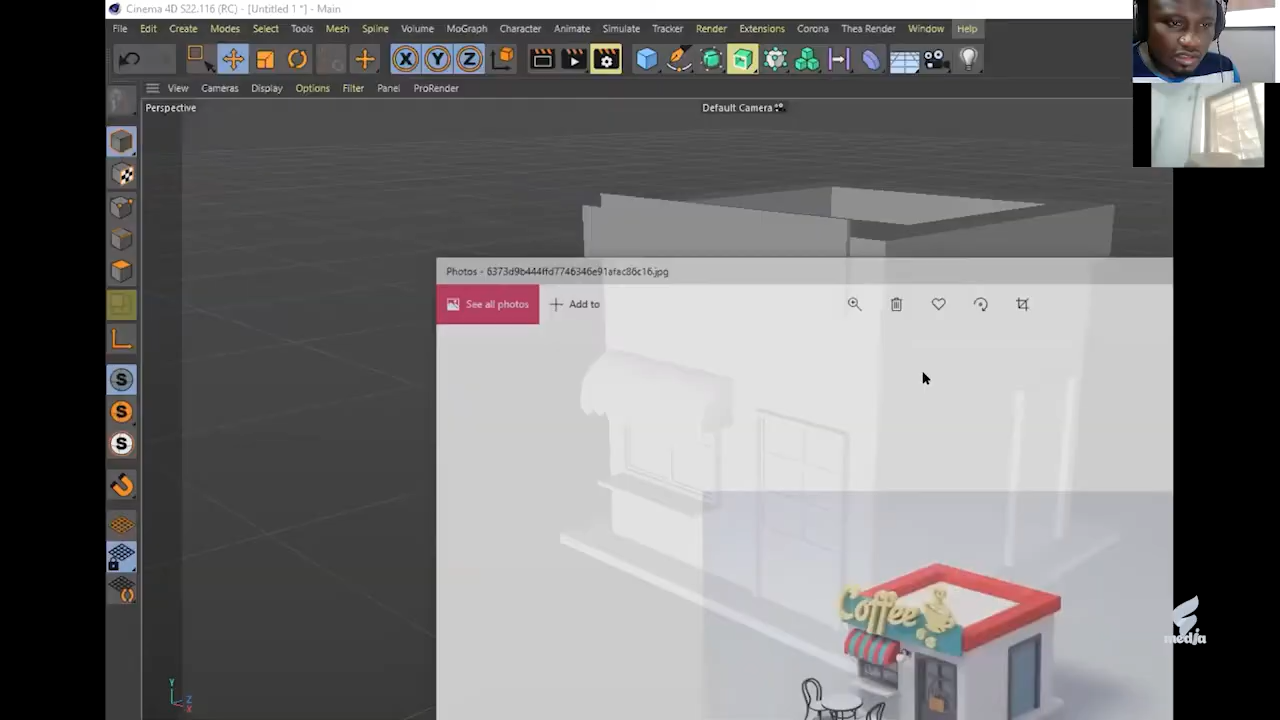 Cinema 4D S22.116 (RC) - [Untitled 1 *] - Main
File Edit Create Modes Select Tools Mesh Spline Volume MoGraph Character Animate Simulate Tracker Render Extensions Corona Thea Render Window Help
X Y Z
View Cameras Display Options Filter Panel ProRender
Perspective
Default Camera
Photos - 6373d9b444ffd7746346e91afac86c16.jpg
See all photos
Add to
S
S
S
Coffee
media
Y
Z
X